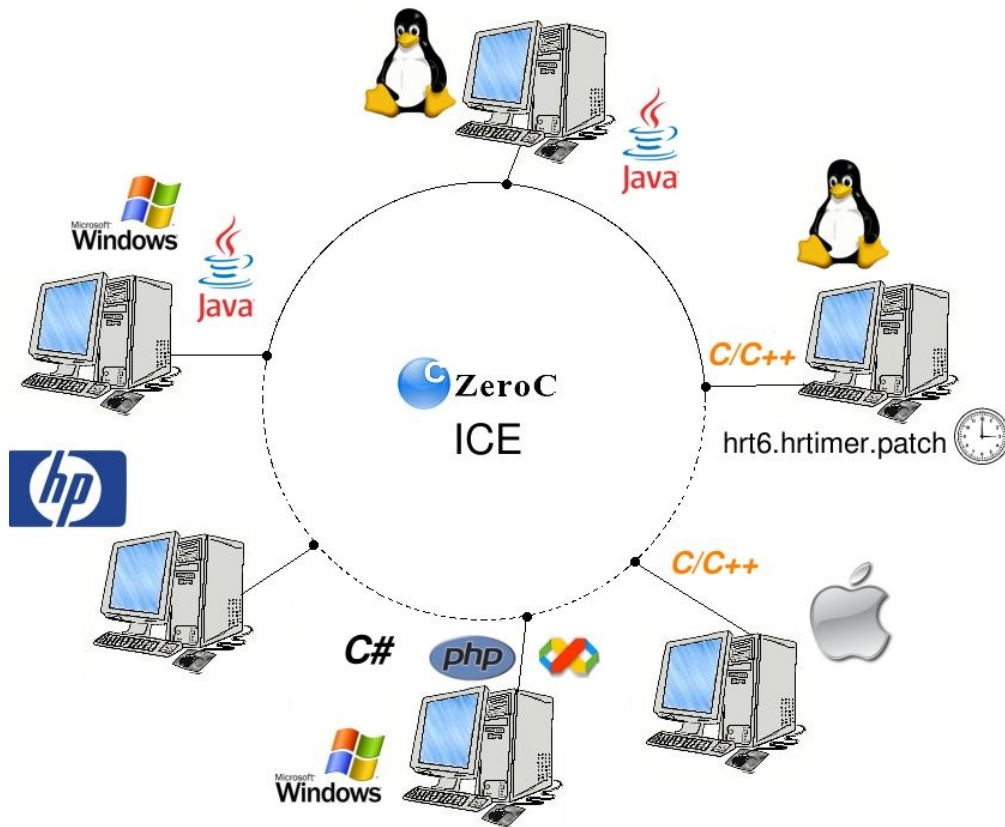 Java
Microsoft
Windows
Java
C/C++
C ZeroC
ICE
hrt6.hrtimer.patch
hp
C/C++
C#
php
Microsoft
Windows